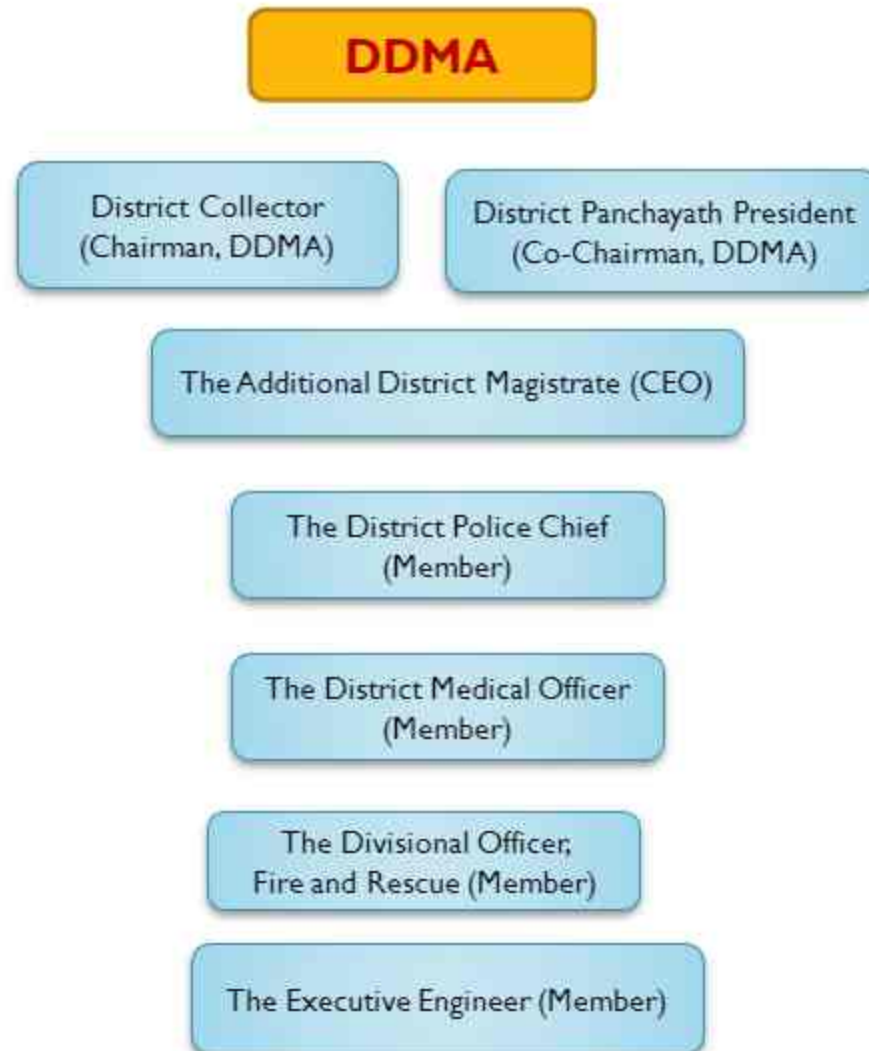 DDMA
District Collector
(Chairman, DDMA)
District Panchayath President
(Co-Chairman, DDMA)
The Additional District Magistrate (CEO)
The District Police Chief
(Member)
The District Medical Officer
(Member)
The Divisional Officer,
Fire and Rescue (Member)
The Executive Engineer (Member)